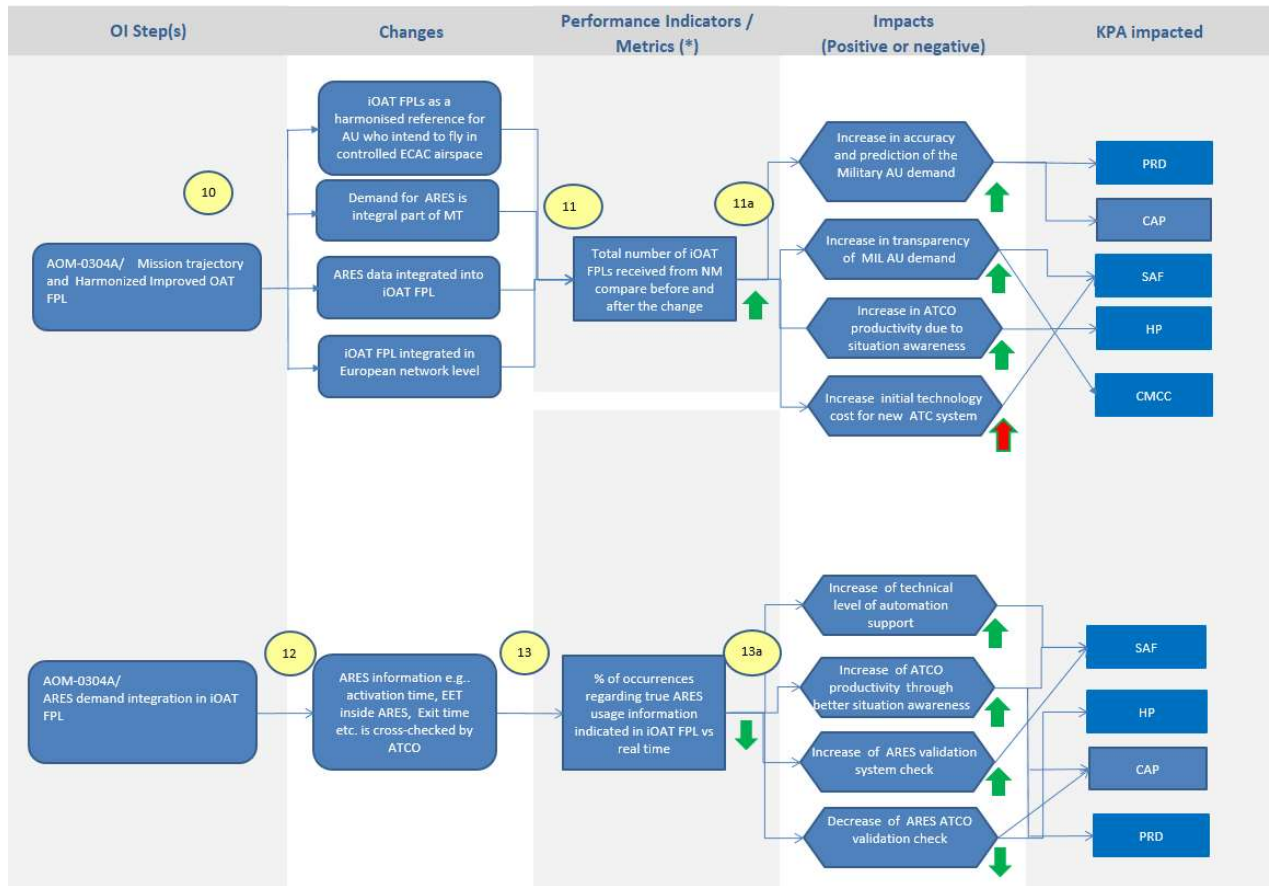 OI Step(s)
Changes
Performance Indicators /
Metrics (*)
Impacts
(Positive or negative)
KPA impacted
10
AOM-0304A/ Mission trajectory
and Harmonized Improved OAT
FPL
iOAT FPLs as a
harmonised reference for
AU who intend to fly in
controlled ECAC airspace
Demand for ARES is
integral part of MT
ARES data integrated into
iOAT FPL
iOAT FPL integrated in
European network level
11
Total number of iOAT
FPLs received from NM
compare before and
after the change
11a
Increase in accuracy
and prediction of the
Military AU demand
Increase in transparency
of MIL AU demand
Increase in ATCO
productivity due to
situation awareness
Increase initial technology
cost for new ATC system
PRD
CAP
SAF
HP
CMCC
AOM-0304A/
ARES demand integration in iOAT
FPL
12
ARES information e.g..
activation time, EET
inside ARES, Exit time
etc. is cross-checked by
ATCO
13
% of occurrences
regarding true ARES
usage information
indicated in iOAT FPL vs
real time
13a
Increase of technical
level of automation
support
Increase of ATCO
productivity through
better situation awareness
Increase of ARES validation
system check
Decrease of ARES ATCO
validation check
SAF
HP
CAP
PRD